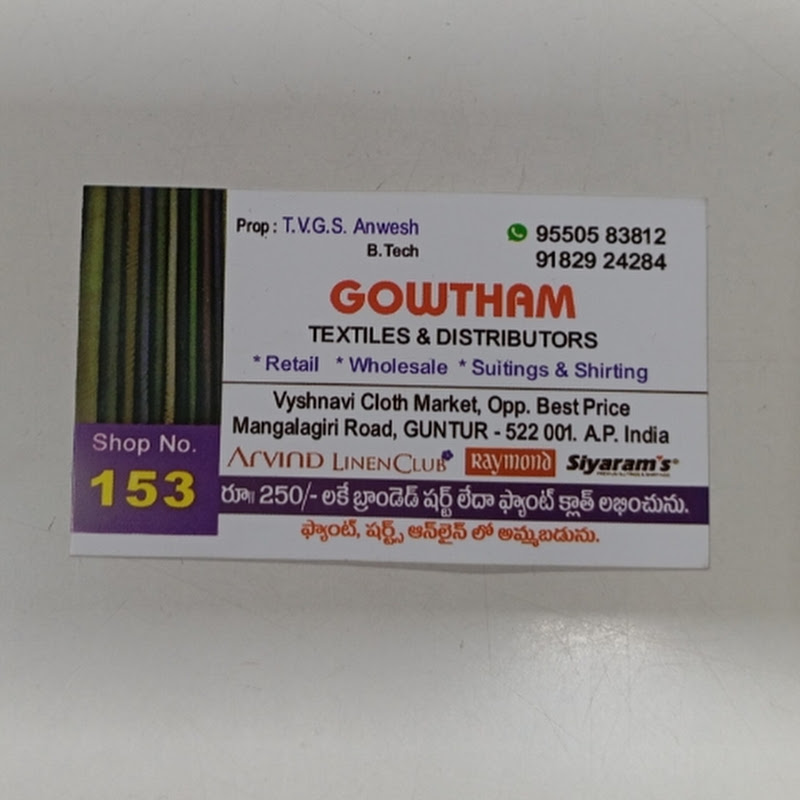 Prop : T.V.G.S. Anwesh
B.Tech
95505 83812
91829 24284
GOWTHAM
TEXTILES & DISTRIBUTORS
* Retail * Wholesale * Suitings & Shirting
Vyshnavi Cloth Market, Opp. Best Price
Mangalagiri Road, GUNTUR - 522 001. A.P. India
Shop No.
153
ARVIND LINEN CLUB Raymond Siyaram's
రూ॥ 250/- లకే బ్రాండెడ్ షర్ట్ లేదా ఫ్యాంట్ క్లాత్ లభించును.
ఫ్యాంట్, షర్ట్స్ ఆన్‌లైన్ లో అమ్మబడును.